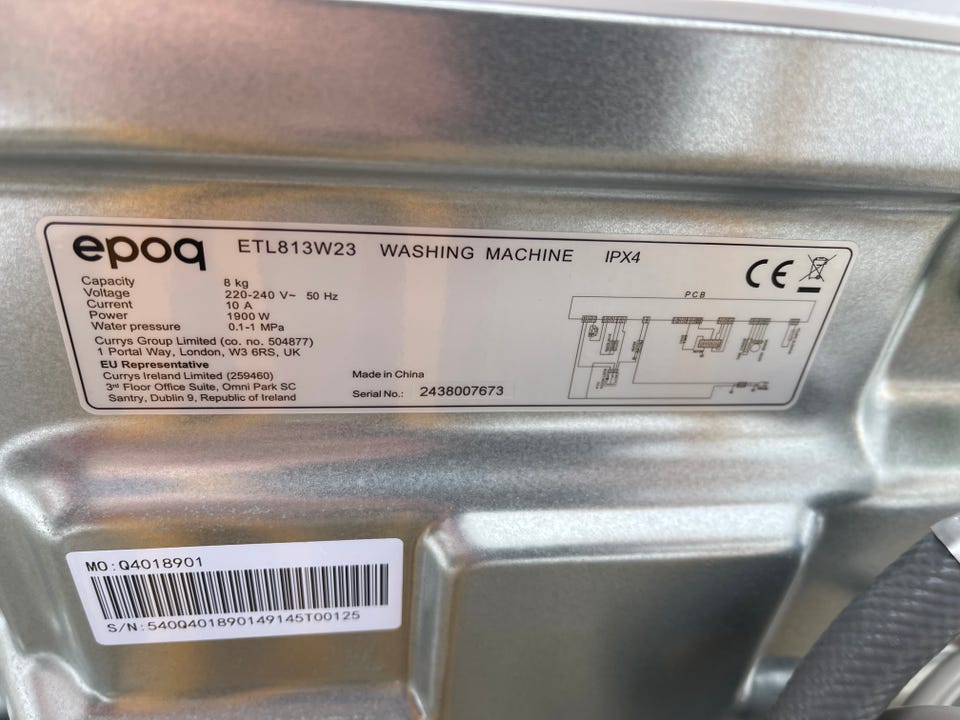 epoq ETL813W23 WASHING MACHINE IPX4
CE
Capacity 8 kg
Voltage 220-240 V~ 50 Hz
Current 10 A
Power 1900 W
Water pressure 0.1-1 MPa
Currys Group Limited (co. no. 504877)
1 Portal Way, London, W3 6RS, UK
EU Representative
Currys Ireland Limited (259460)
3rd Floor Office Suite, Omni Park SC
Santry, Dublin 9, Republic of Ireland
Made in China
Serial No.: 2438007673
PCB
MO:Q4018901
S/N:540Q401890149145T00125